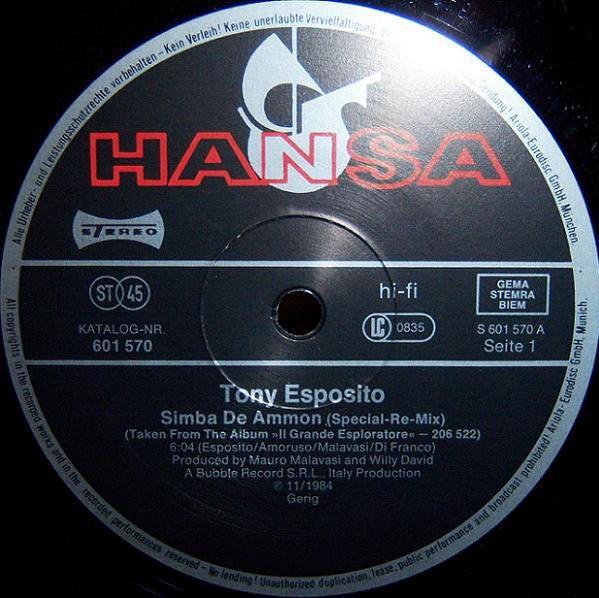 Alle Urheber- und Leistungsschutzrechte vorbehalten – Kein Verleih! Keine unerlaubte Vervielfältigung,
Sendung! Ariola-Eurodisc GmbH, München.
HANSA
STEREO
ST 45
hi-fi
GEMA
STEMRA
BIEM
KATALOG-NR.
601 570
LC 0835
S 601 570 A
Seite 1
Tony Esposito
Simba De Ammon (Special-Re-Mix)
(Taken From The Album »Il Grande Esploratore« – 206 522)
6:04 (Esposito/Amoruso/Malavasi/Di Franco)
Produced by Mauro Malavasi and Willy David
A Bubble Record S.R.L., Italy Production
℗ 11/1984
Gerig
All copyrights in the recorded works and in the recorded performances reserved – No Lending! Unauthorized duplication, lease, public performance and broadcast prohibited! Ariola-Eurodisc GmbH, Munich.